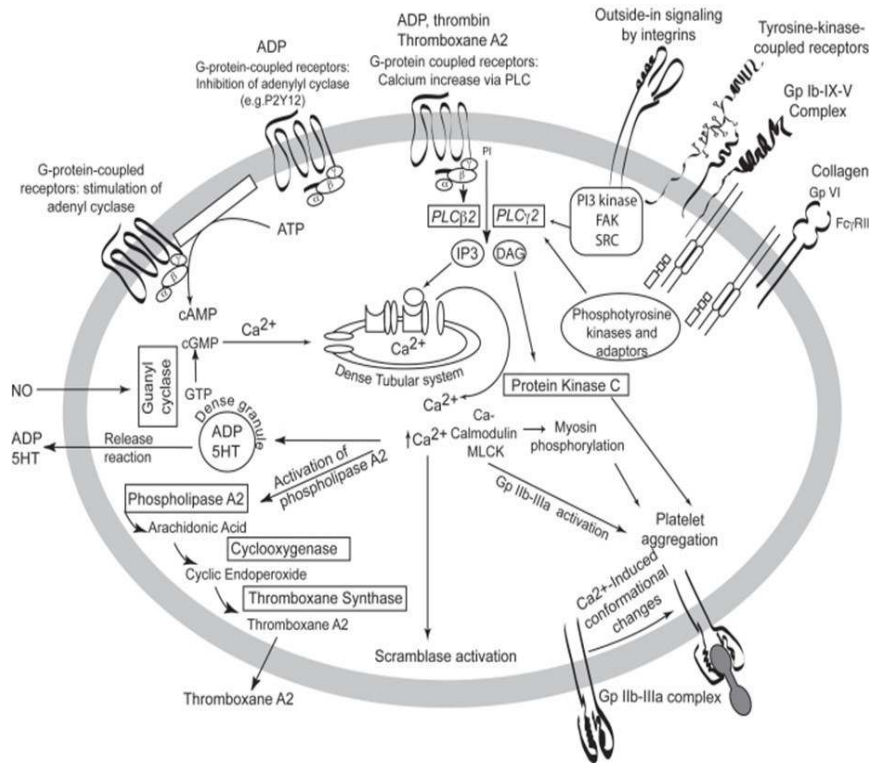 ADP
G-protein-coupled receptors:
Inhibition of adenylyl cyclase
(e.g.P2Y12)
ADP, thrombin
Thromboxane A2
G-protein coupled receptors:
Calcium increase via PLC
Outside-in signaling
by integrins
Tyrosine-kinase-
coupled receptors
Gp Ib-IX-V
Complex
Collagen
Gp VI
FcγRII
G-protein-coupled
receptors: stimulation of
adenyl cyclase
α
β
γ
α
β
γ
α
β
γ
PI
ATP
cAMP
PLCβ2
PLCγ2
PI3 kinase
FAK
SRC
IP3
DAG
Phosphotyrosine
kinases and
adaptors
cGMP
Ca2+
Ca2+
Dense Tubular system
Protein Kinase C
NO
Guanyl
cyclase
GTP
Ca2+
Dense granule
ADP
5HT
Release
reaction
ADP
5HT
↑Ca2+
Ca-
Calmodulin
MLCK
Myosin
phosphorylation
Activation of
phospholipase A2
Gp IIb-IIIa activation
Phospholipase A2
Arachidonic Acid
Cyclooxygenase
Cyclic Endoperoxide
Thromboxane Synthase
Thromboxane A2
Thromboxane A2
Scramblase activation
Platelet
aggregation
Ca2+-Induced
conformational
changes
Gp IIb-IIIa complex